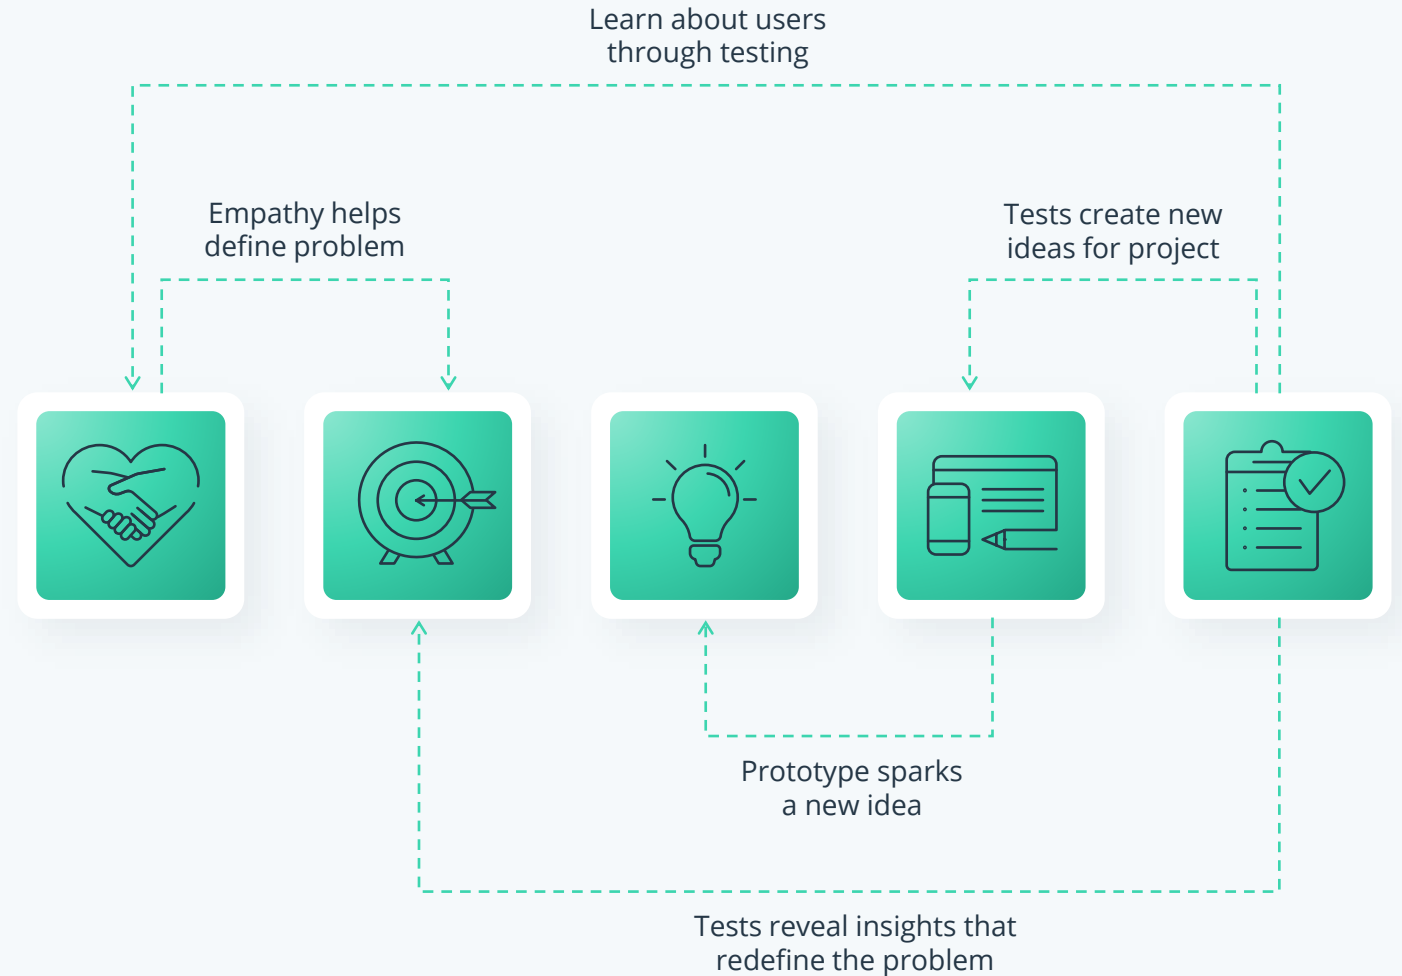 Learn about users
through testing
Empathy helps
define problem
Tests create new
ideas for project
Prototype sparks
a new idea
Tests reveal insights that
redefine the problem